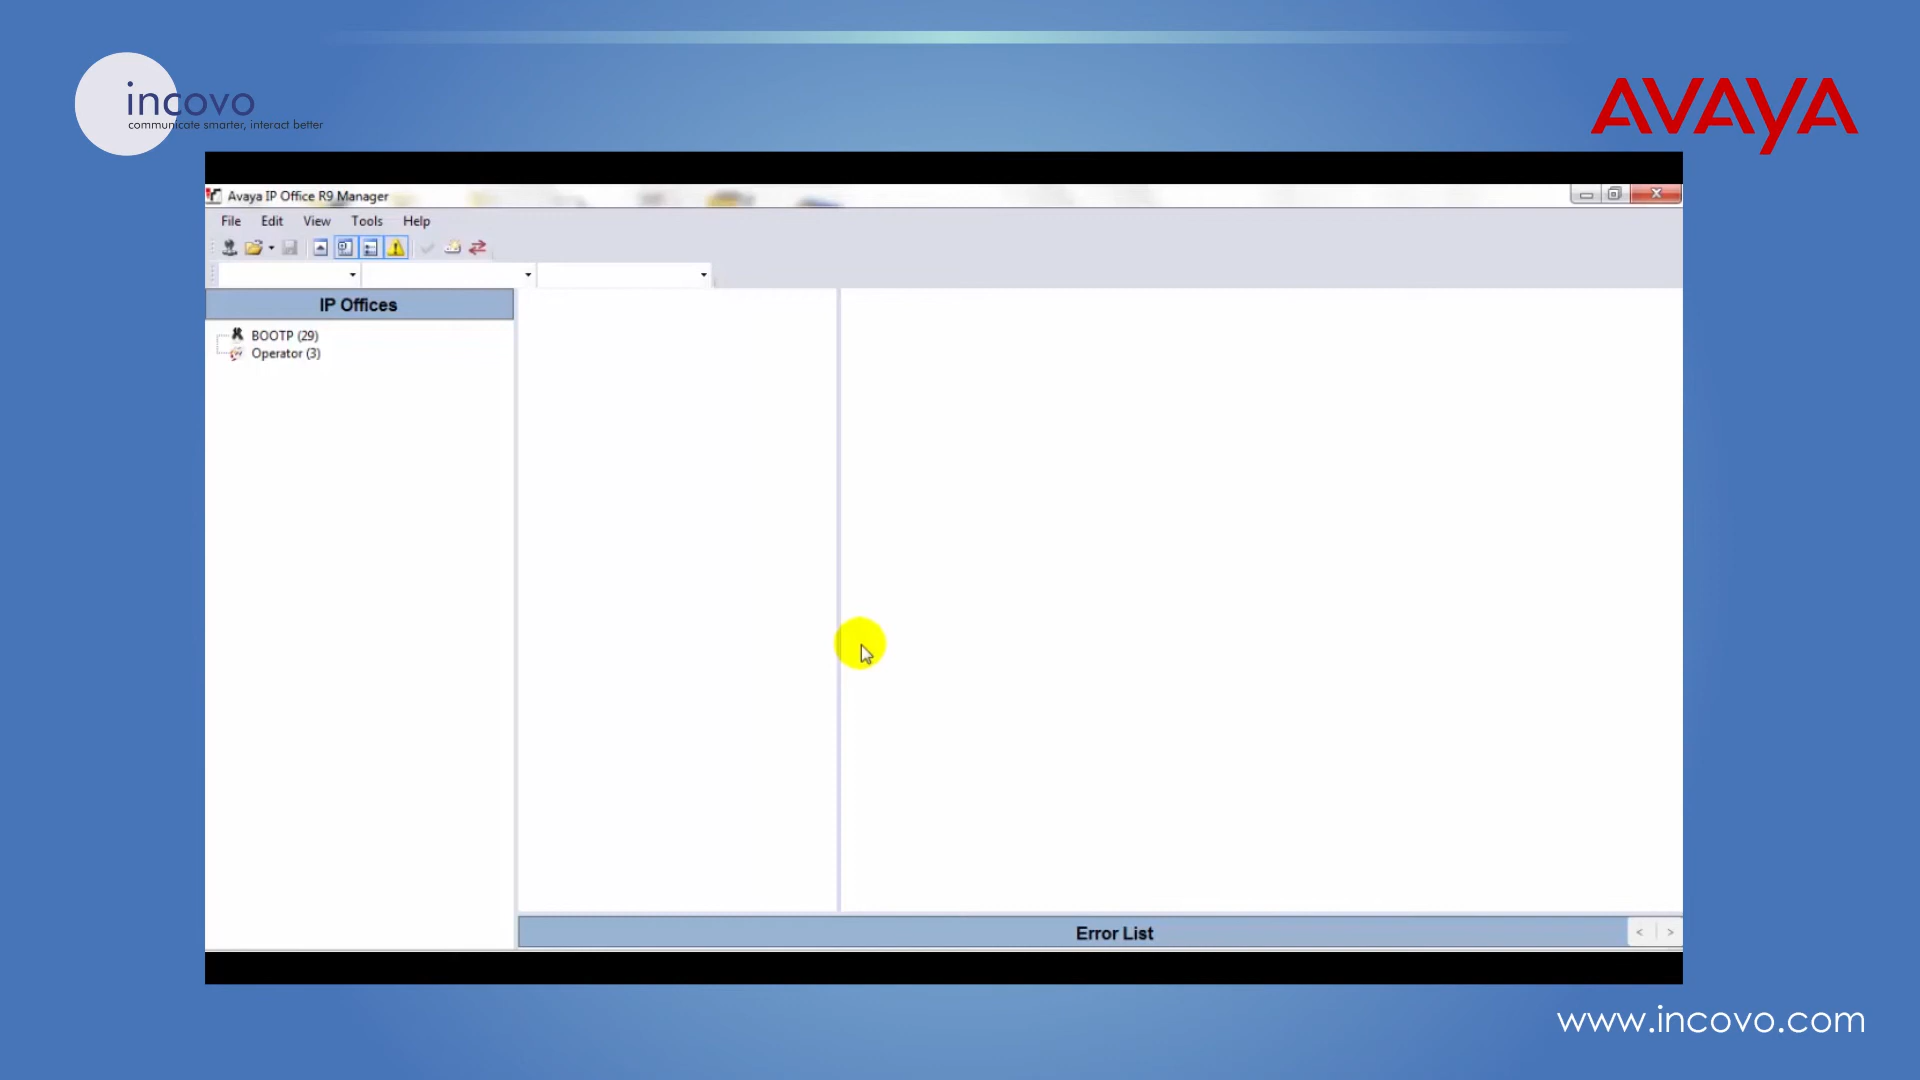 incovo
communicate smarter, interact better
AVAYA
Avaya IP Office R9 Manager
File Edit View Tools Help
IP Offices
BOOTP (29)
Operator (3)
Error List
< >
www.incovo.com